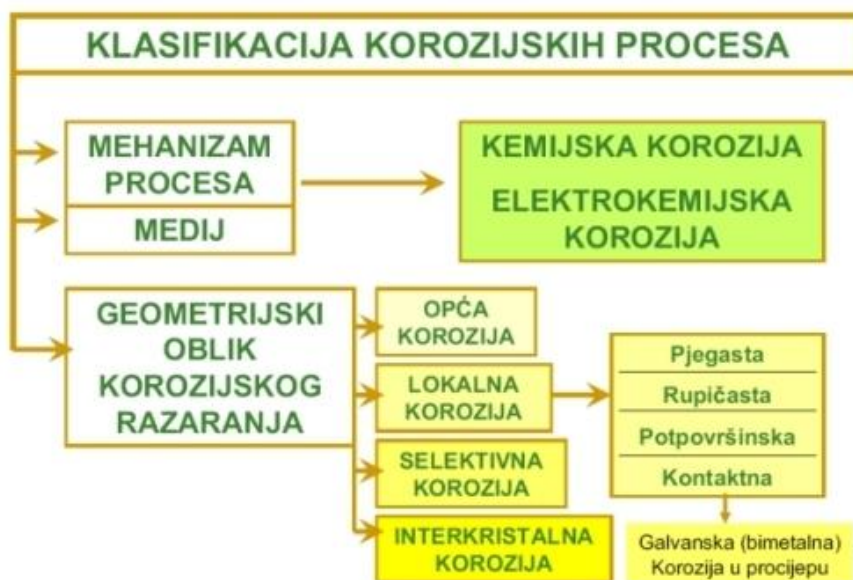 KLASIFIKACIJA KOROZIJSKIH PROCESA
MEHANIZAM
PROCESA
MEDIJ
KEMIJSKA KOROZIJA
ELEKTROKEMIJSKA
KOROZIJA
GEOMETRIJSKI
OBLIK
KOROZIJSKOG
RAZARANJA
OPĆA
KOROZIJA
LOKALNA
KOROZIJA
SELEKTIVNA
KOROZIJA
INTERKRISTALNA
KOROZIJA
Pjegasta
Rupičasta
Potpovršinska
Kontaktna
Galvanska (bimetalna)
Korozija u procijepu